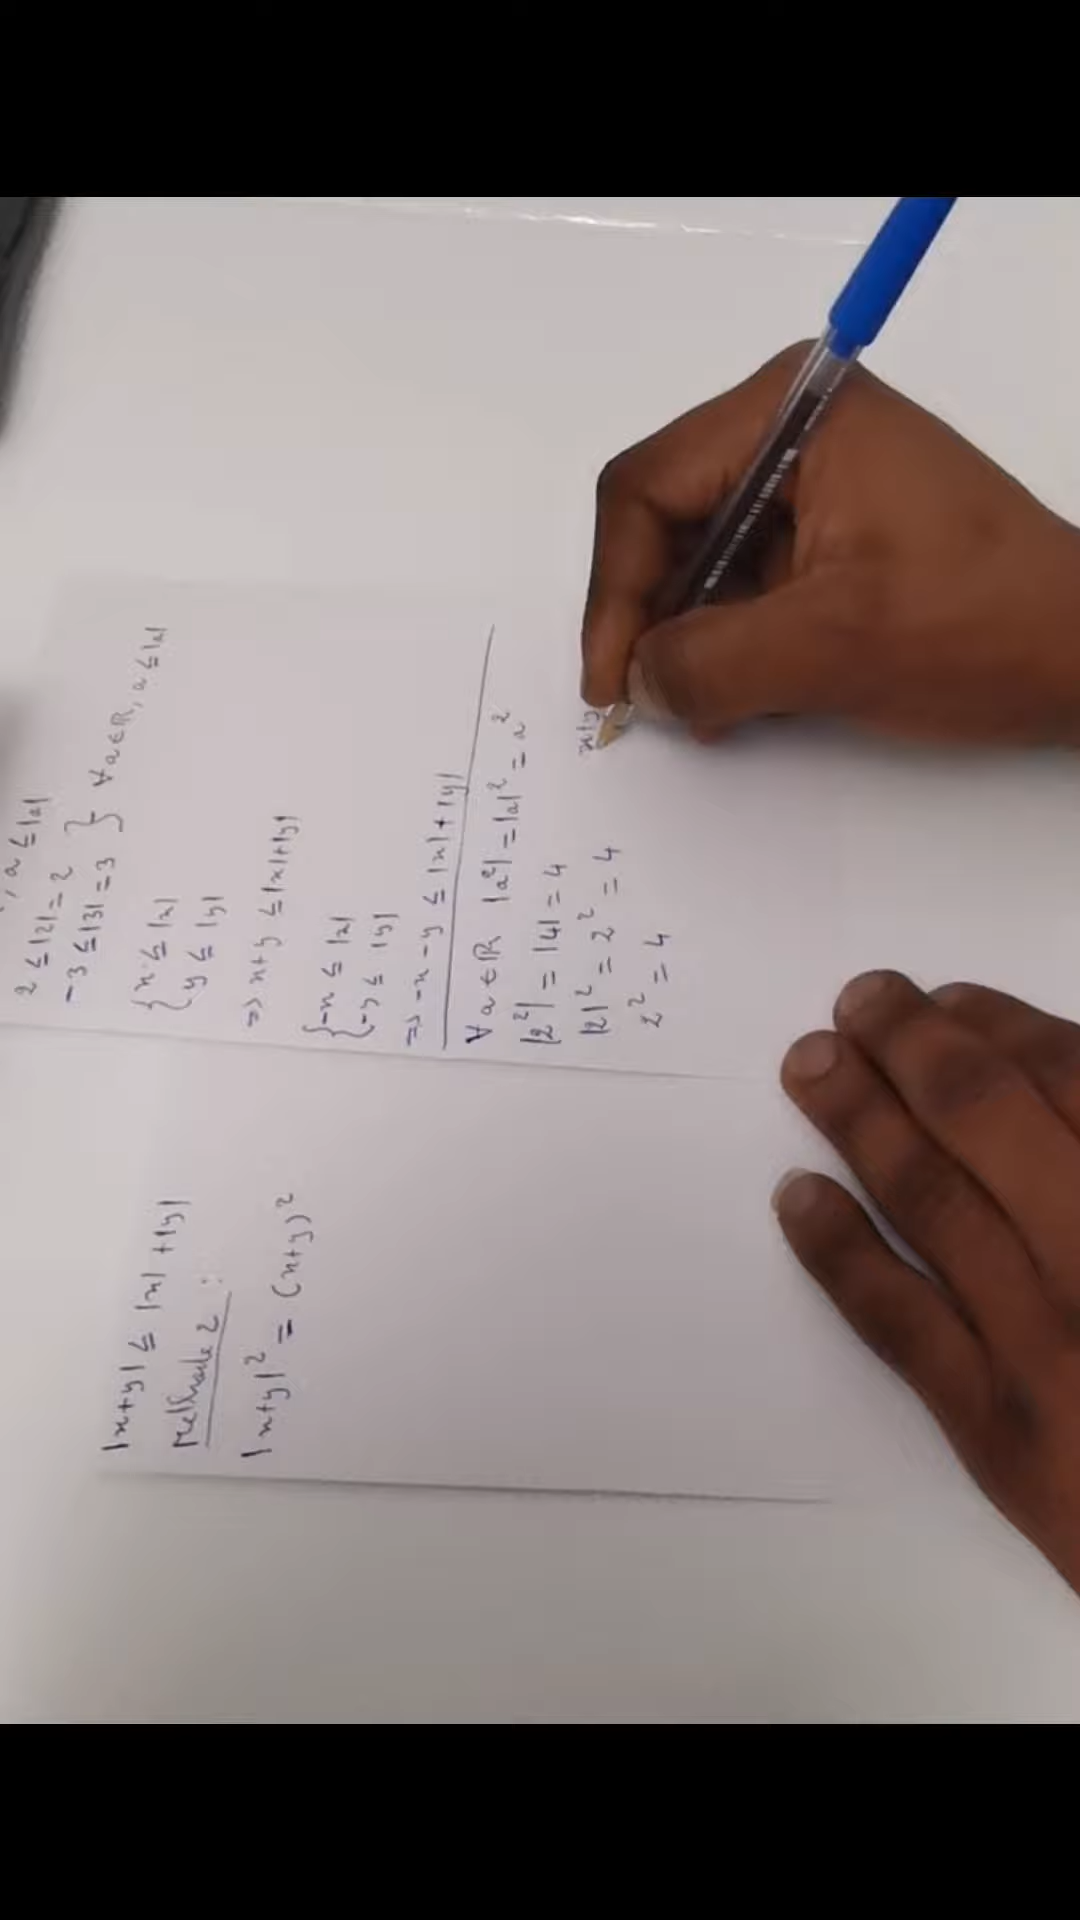 |x+y| ≤ |x| + |y|
Methode 2 :
|x+y|² = (x+y)²
, a ≤ |a|
2 ≤ |2| = 2
-3 ≤ |3| = 3 } ∀a∈ℝ, a ≤ |a|
{ x ≤ |x|
y ≤ |y|
=> x+y ≤ |x|+|y|
{ -x ≤ |x|
-y ≤ |y|
=> -x-y ≤ |x|+|y|
∀a∈ℝ |a²| = |a|² = a²
|2²| = |4| = 4
|2|² = 2² = 4
2² = 4
x+y